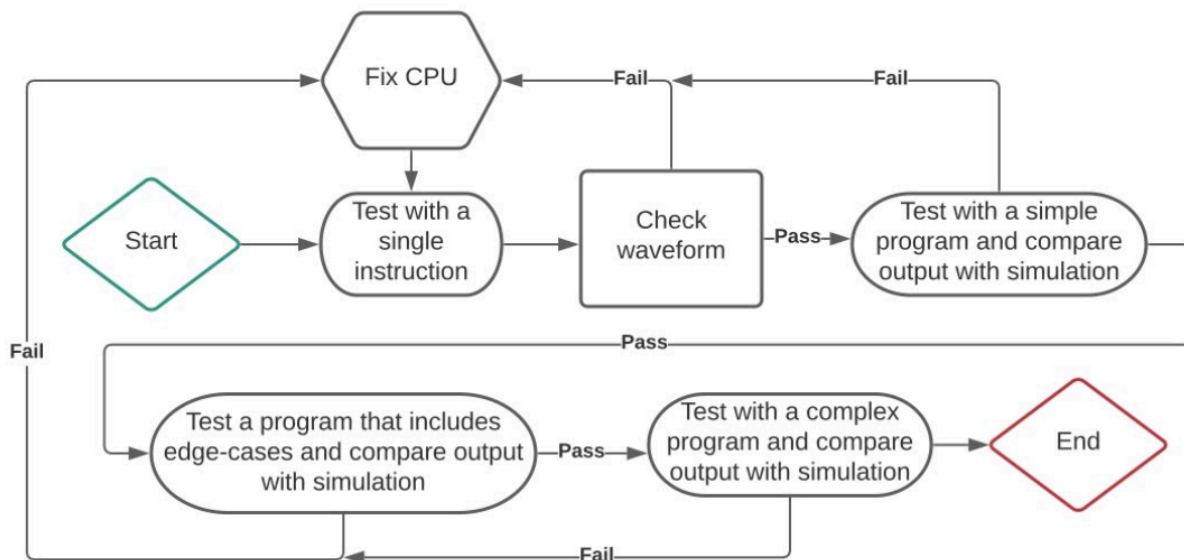 Fix CPU
Fail
Fail
Start
Test with a
single
instruction
Check
waveform
Pass
Test with a simple
program and compare
output with simulation
Fail
Pass
Test a program that includes
edge-cases and compare output
with simulation
Pass
Test with a complex
program and compare
output with simulation
End
Fail